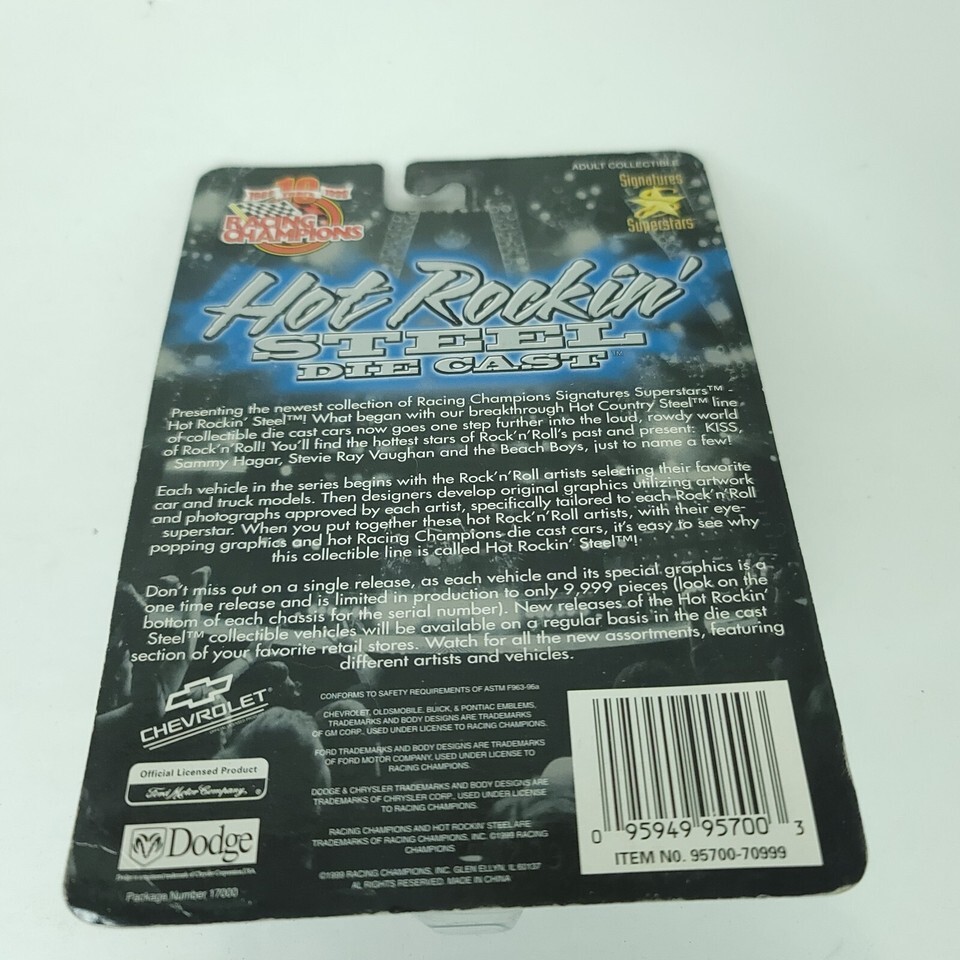 ADULT COLLECTIBLE
10
1989 YEARS 1999
RACING
CHAMPIONS
Signatures
Superstars
Hot Rockin'
STEEL
DIE CAST™
Presenting the newest collection of Racing Champions Signatures Superstars™ -
Hot Rockin' Steel™! What began with our breakthrough Hot Country Steel™ line
of collectible die cast cars now goes one step further into the loud, rowdy world
of Rock'n'Roll! You'll find the hottest stars of Rock'n'Roll's past and present: KISS,
Sammy Hagar, Stevie Ray Vaughan and the Beach Boys, just to name a few!
Each vehicle in the series begins with the Rock'n'Roll artists selecting their favorite
car and truck models. Then designers develop original graphics utilizing artwork
and photographs approved by each artist, specifically tailored to each Rock'n'Roll
superstar. When you put together these hot Rock'n'Roll artists, with their eye-
popping graphics and hot Racing Champions die cast cars, it's easy to see why
this collectible line is called Hot Rockin' Steel™!
Don't miss out on a single release, as each vehicle and its special graphics is a
one time release and is limited in production to only 9,999 pieces (look on the
bottom of each chassis for the serial number). New releases of the Hot Rockin'
Steel™ collectible vehicles will be available on a regular basis in the die cast
section of your favorite retail stores. Watch for all the new assortments, featuring
different artists and vehicles.
CHEVROLET®
Official Licensed Product
Ford Motor Company, ®
Dodge
Package Number 17000
CONFORMS TO SAFETY REQUIREMENTS OF ASTM F963-96a
CHEVROLET, OLDSMOBILE, BUICK, & PONTIAC EMBLEMS,
TRADEMARKS AND BODY DESIGNS ARE TRADEMARKS
OF GM CORP., USED UNDER LICENSE TO RACING CHAMPIONS.
FORD TRADEMARKS AND BODY DESIGNS ARE TRADEMARKS
OF FORD MOTOR COMPANY, USED UNDER LICENSE TO
RACING CHAMPIONS.
DODGE & CHRYSLER TRADEMARKS AND BODY DESIGNS ARE
TRADEMARKS OF CHRYSLER CORP., USED UNDER LICENSE
TO RACING CHAMPIONS.
RACING CHAMPIONS AND HOT ROCKIN' STEEL ARE
TRADEMARKS OF RACING CHAMPIONS, INC. ©1999 RACING
CHAMPIONS.
©1999 RACING CHAMPIONS, INC. GLEN ELLYN, IL 60137
ALL RIGHTS RESERVED. MADE IN CHINA
0 95949 95700 3
ITEM NO. 95700-70999